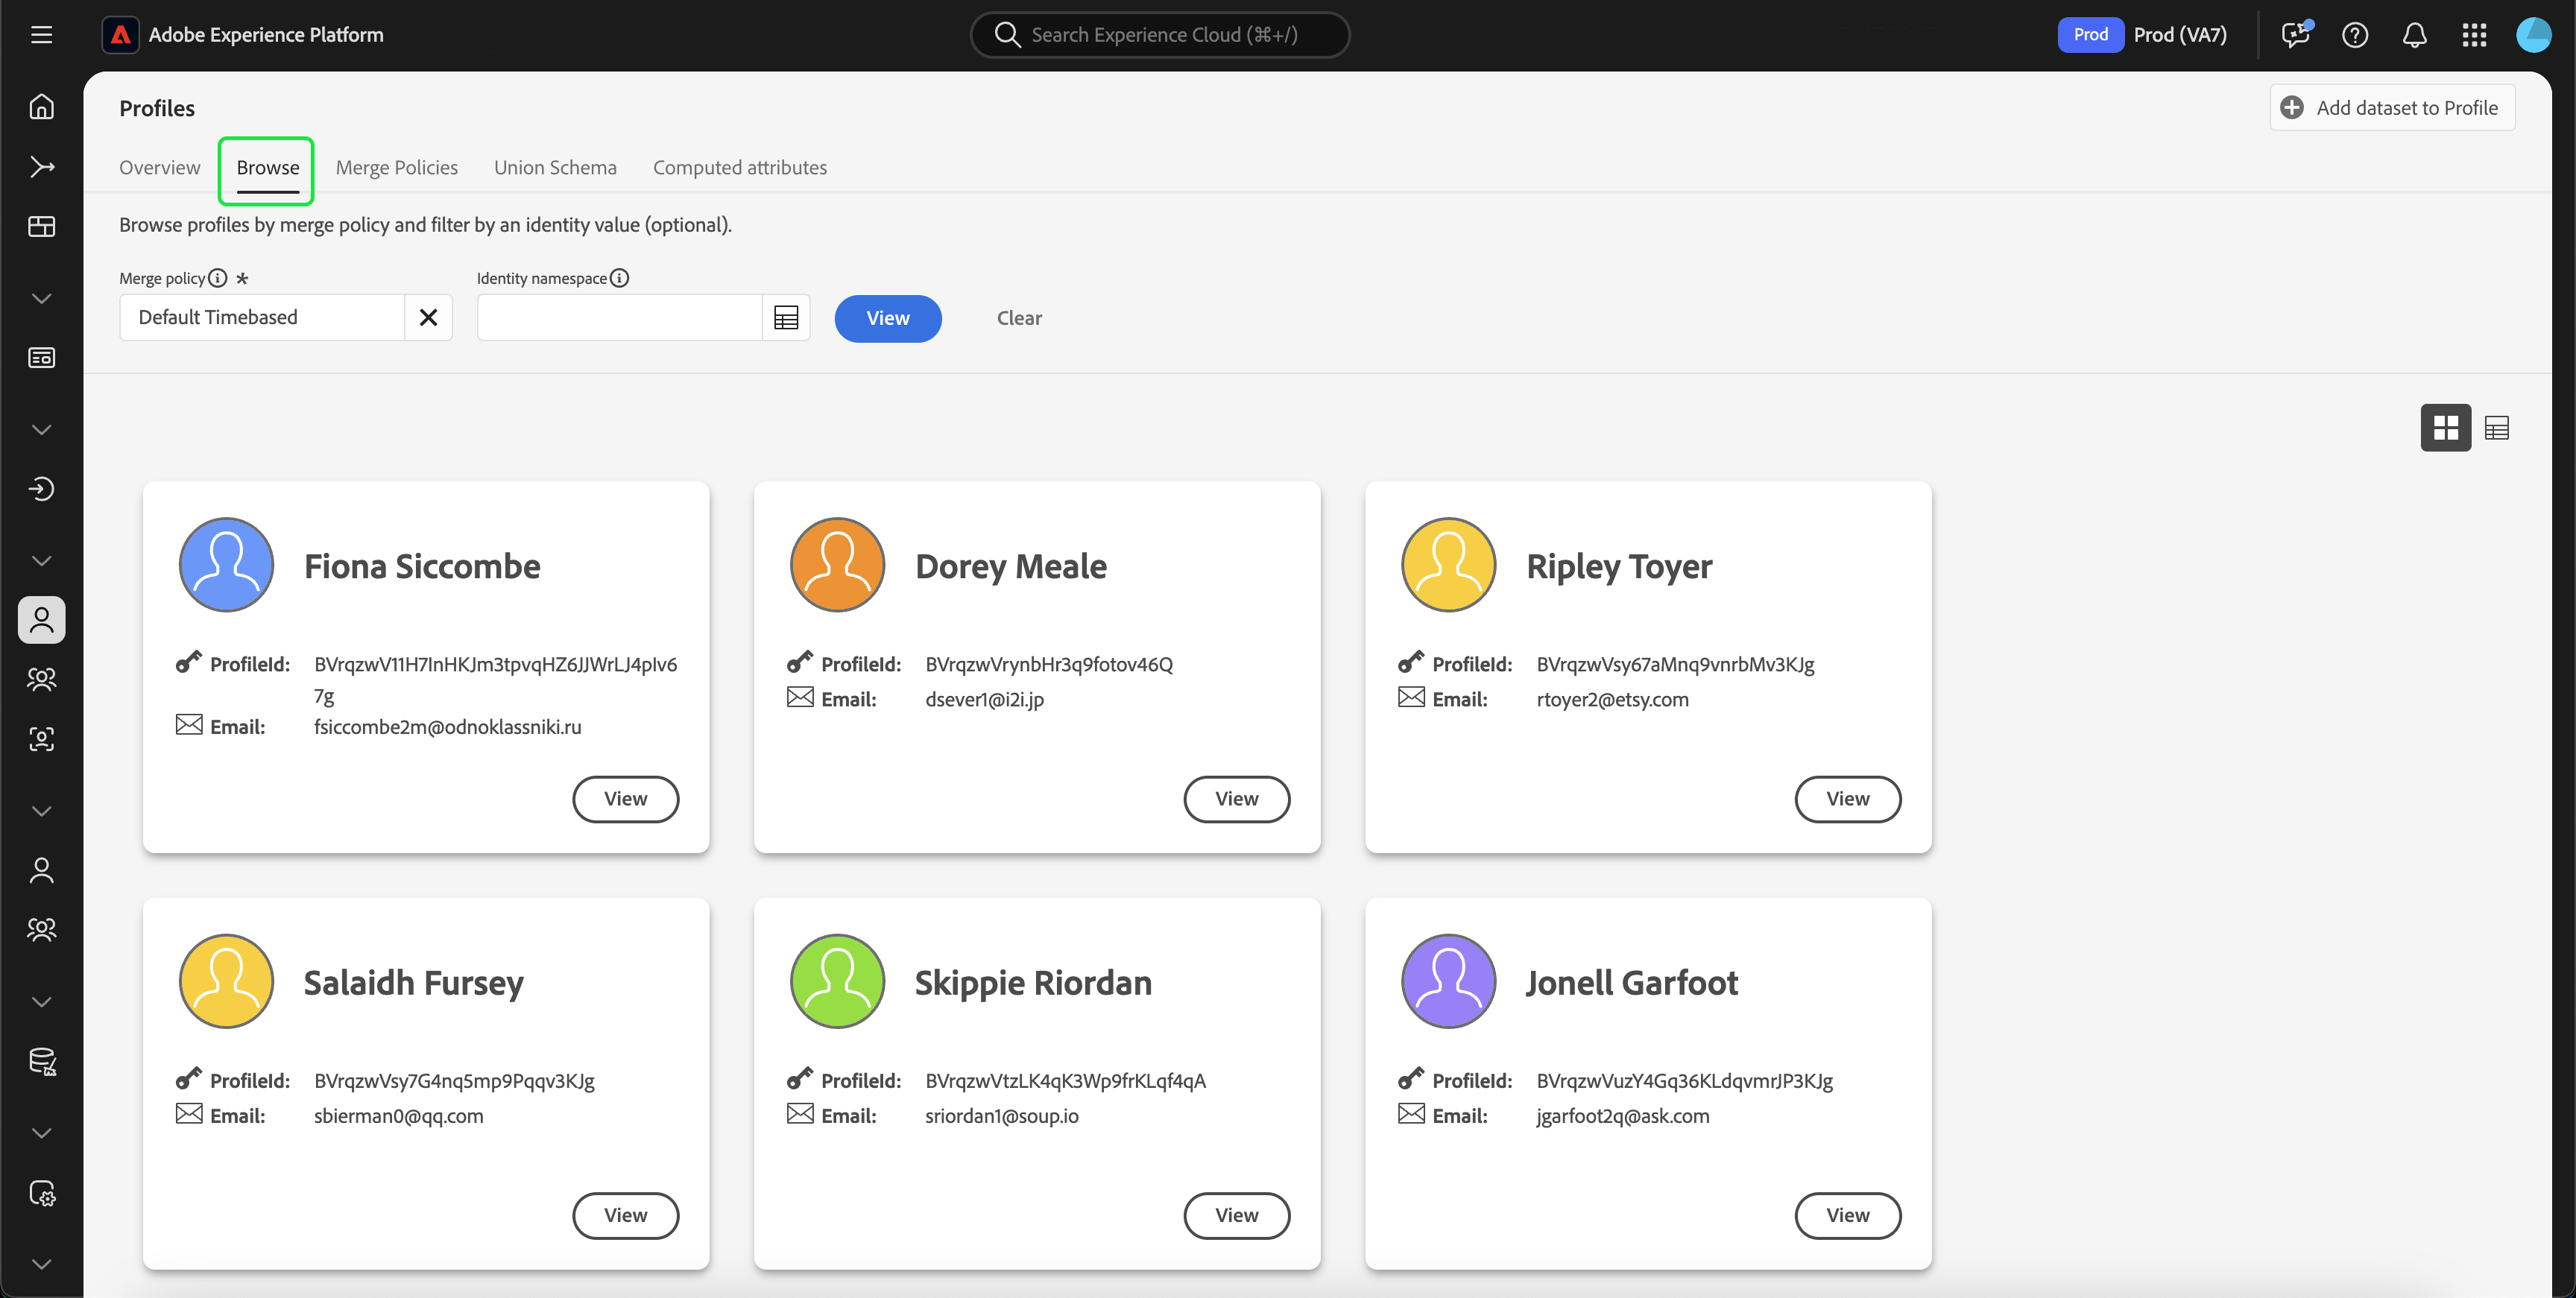 Adobe Experience Platform
Search Experience Cloud (⌘+/)
Prod
Prod (VA7)
Profiles
Add dataset to Profile
Overview
Browse
Merge Policies
Union Schema
Computed attributes
Browse profiles by merge policy and filter by an identity value (optional).
Merge policy *
Identity namespace
Default Timebased
View
Clear
Fiona Siccombe
ProfileId: BVrqzwV11H7InHKJm3tpvqHZ6JJWrLJ4pIv6
7g
Email: fsiccombe2m@odnoklassniki.ru
View
Dorey Meale
ProfileId: BVrqzwVrynbHr3q9fotov46Q
Email: dsever1@i2i.jp
View
Ripley Toyer
ProfileId: BVrqzwVsy67aMnq9vnrbMv3KJg
Email: rtoyer2@etsy.com
View
Salaidh Fursey
ProfileId: BVrqzwVsy7G4nq5mp9Pqqv3KJg
Email: sbierman0@qq.com
View
Skippie Riordan
ProfileId: BVrqzwVtzLK4qK3Wp9frKLqf4qA
Email: sriordan1@soup.io
View
Jonell Garfoot
ProfileId: BVrqzwVuzY4Gq36KLdqvmrJP3KJg
Email: jgarfoot2q@ask.com
View